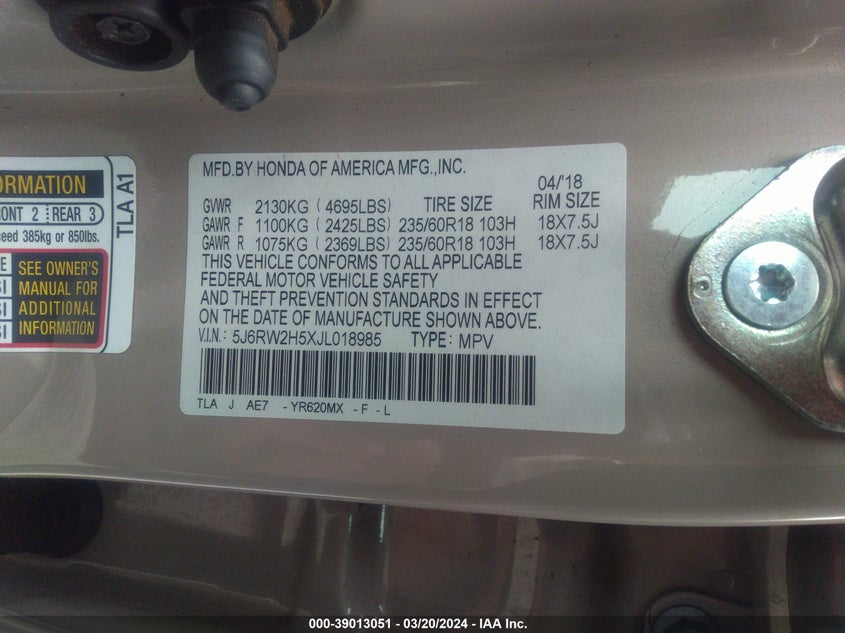 ORMATION
ONT 2 REAR 3
ceed 385kg or 850lbs.
E
SI
SI
SI
SEE OWNER'S
MANUAL FOR
ADDITIONAL
INFORMATION
TLA A1
MFD.BY HONDA OF AMERICA MFG.,INC.
04/'18
GVWR 2130KG ( 4695LBS) TIRE SIZE RIM SIZE
GAWR F 1100KG ( 2425LBS) 235/60R18 103H 18X7.5J
GAWR R 1075KG ( 2369LBS) 235/60R18 103H 18X7.5J
THIS VEHICLE CONFORMS TO ALL APPLICABLE
FEDERAL MOTOR VEHICLE SAFETY
AND THEFT PREVENTION STANDARDS IN EFFECT
ON THE DATE OF MANUFACTURE SHOWN ABOVE.
V.I.N.: 5J6RW2H5XJL018985 TYPE: MPV
TLA J AE7 -YR620MX -F -L
000-39013051 - 03/20/2024 - IAA Inc.